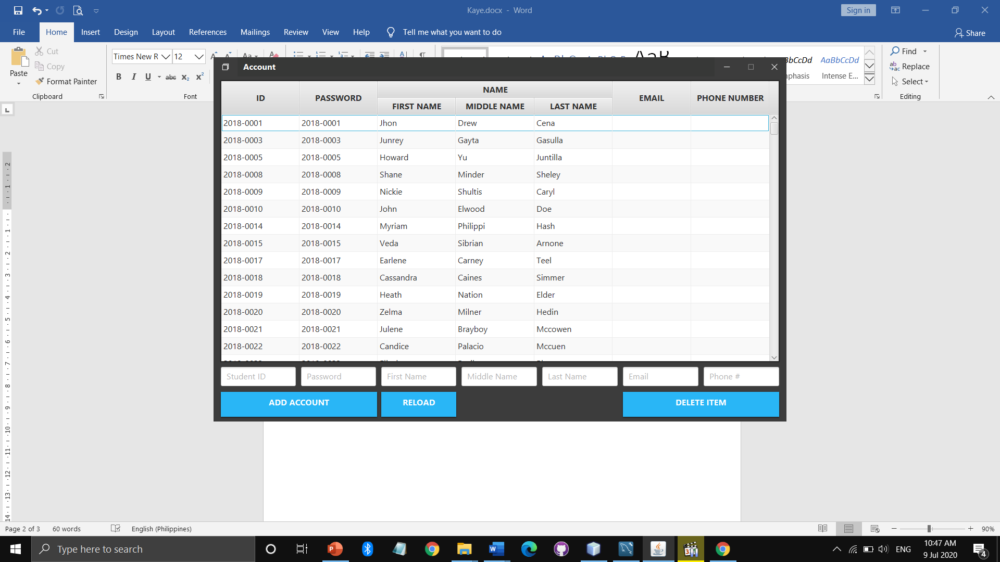 Kaye.docx - Word
Sign in
File Home Insert Design Layout References Mailings Review View Help Tell me what you want to do
Share
Paste
Cut
Copy
Format Painter
Clipboard
Times New R 12
B I U abc x₂ x²
Font
bCcDd AaBbCcDd
phasis Intense E...
Find
Replace
Select
Editing
Account
ID PASSWORD NAME EMAIL PHONE NUMBER
FIRST NAME MIDDLE NAME LAST NAME
2018-0001 2018-0001 Jhon Drew Cena
2018-0003 2018-0003 Junrey Gayta Gasulla
2018-0005 2018-0005 Howard Yu Juntilla
2018-0008 2018-0008 Shane Minder Sheley
2018-0009 2018-0009 Nickie Shultis Caryl
2018-0010 2018-0010 John Elwood Doe
2018-0014 2018-0014 Myriam Philippi Hash
2018-0015 2018-0015 Veda Sibrian Arnone
2018-0017 2018-0017 Earlene Carney Teel
2018-0018 2018-0018 Cassandra Caines Simmer
2018-0019 2018-0019 Heath Nation Elder
2018-0020 2018-0020 Zelma Milner Hedin
2018-0021 2018-0021 Julene Brayboy Mccowen
2018-0022 2018-0022 Candice Palacio Mccuen
Student ID Password First Name Middle Name Last Name Email Phone #
ADD ACCOUNT RELOAD DELETE ITEM
Page 2 of 3 60 words English (Philippines) 90%
Type here to search
ENG
10:47 AM
9 Jul 2020
4